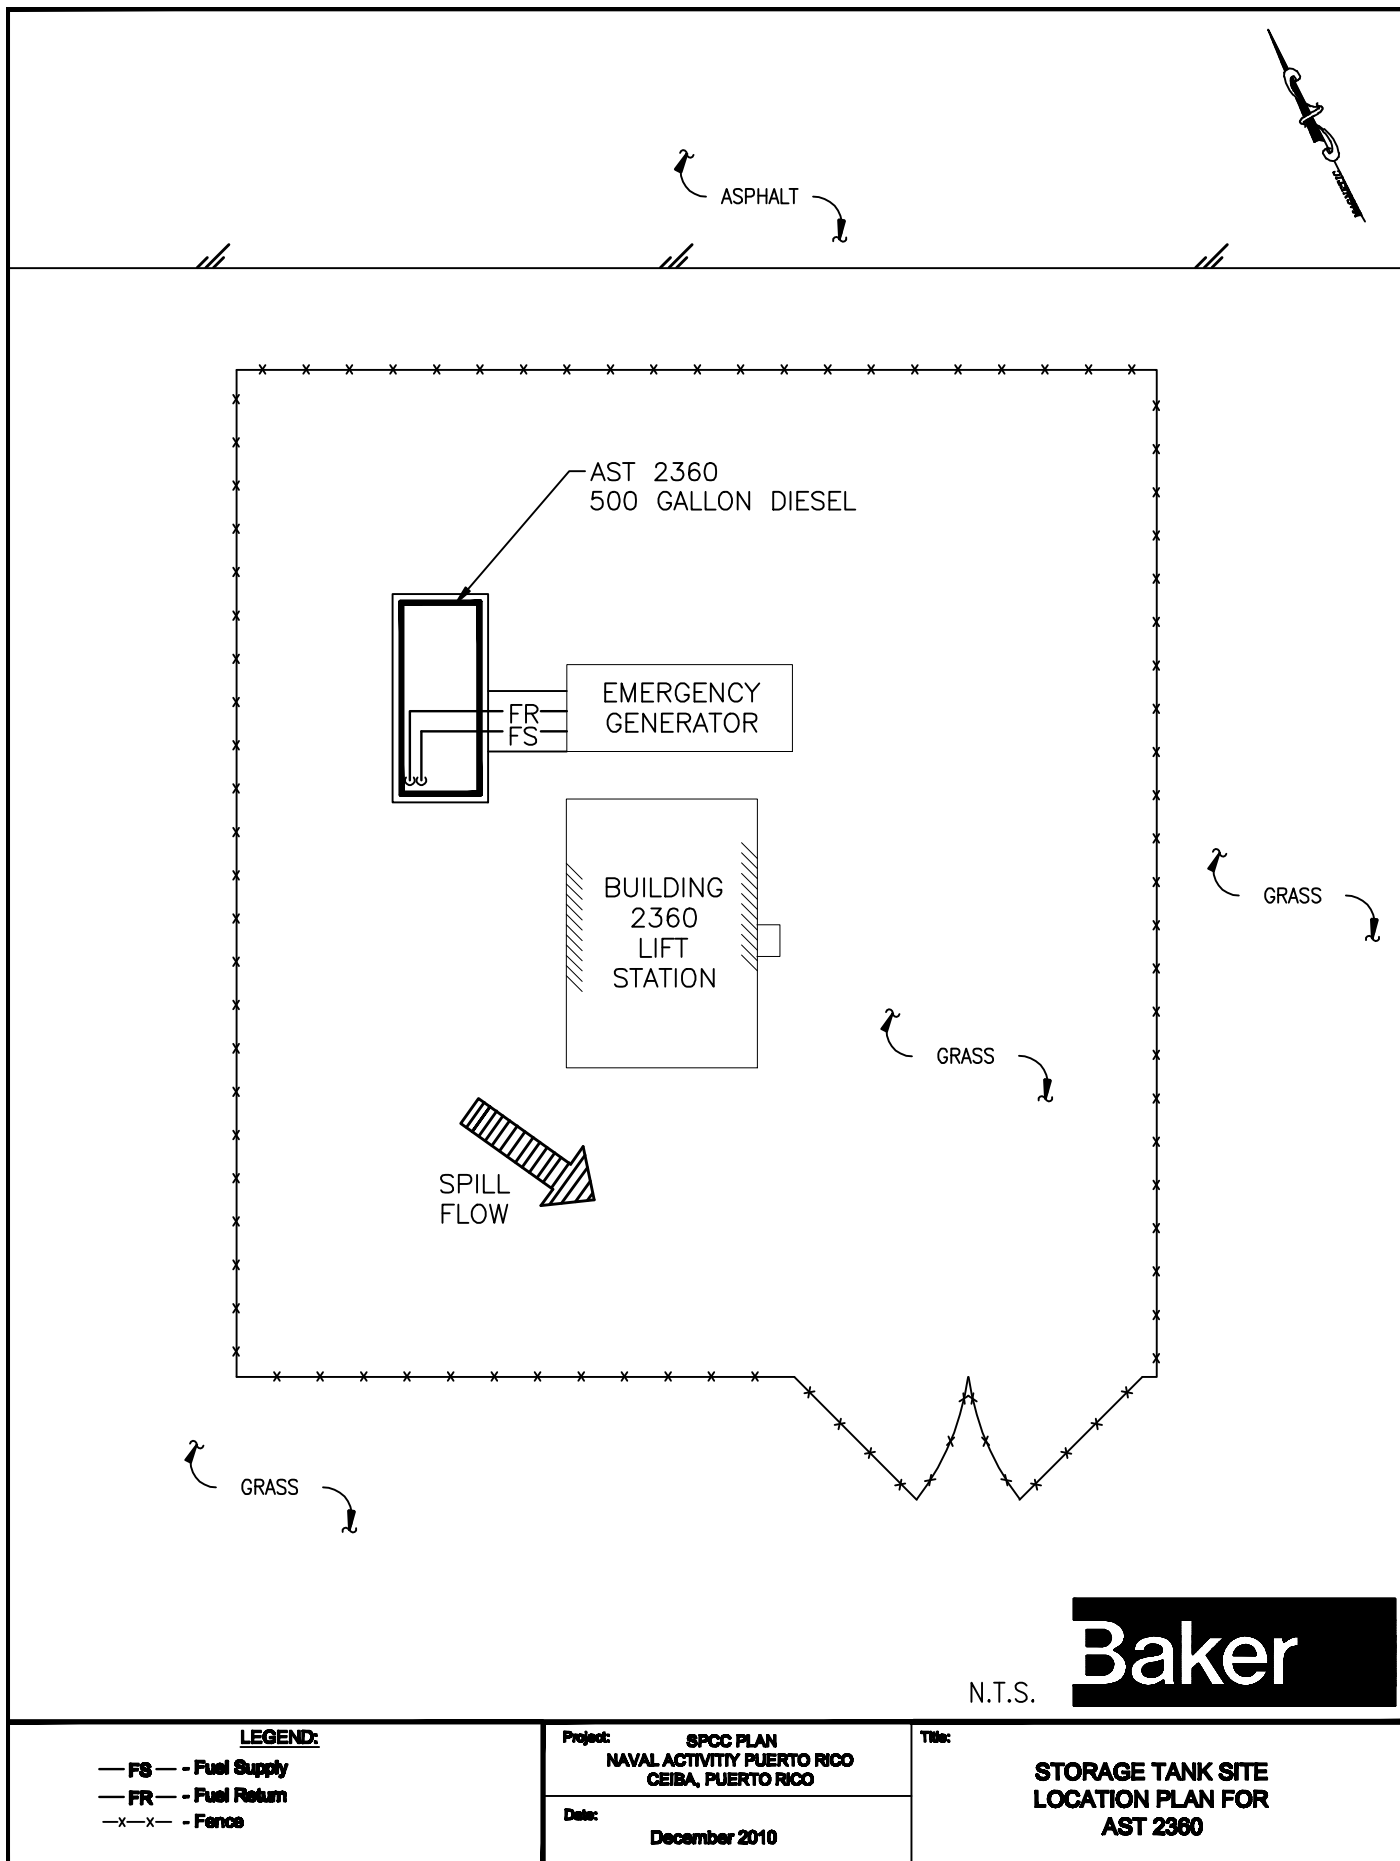 MAGNETIC
ASPHALT
AST 2360
500 GALLON DIESEL
EMERGENCY
GENERATOR
FR
FS
BUILDING
2360
LIFT
STATION
GRASS
GRASS
SPILL
FLOW
GRASS
Baker
N.T.S.
LEGEND:
FS - Fuel Supply
FR - Fuel Return
x x - Fence
Project:
SPCC PLAN
NAVAL ACTIVITIY PUERTO RICO
CEIBA, PUERTO RICO
Date:
December 2010
Title:
STORAGE TANK SITE
LOCATION PLAN FOR
AST 2360